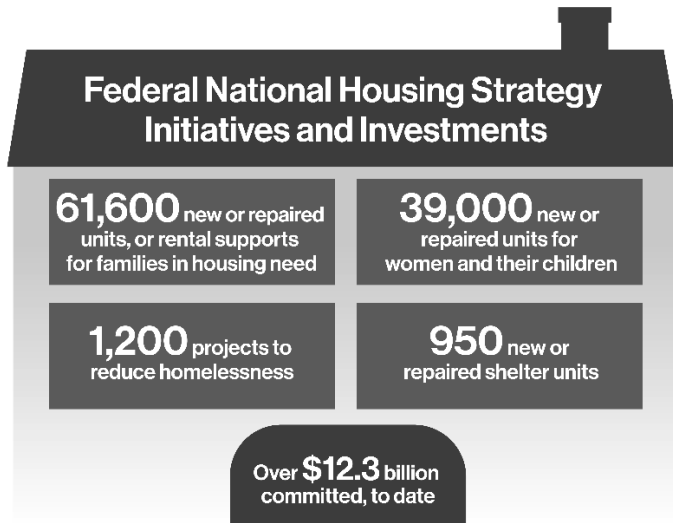 Federal National Housing Strategy
Initiatives and Investments
61,600 new or repaired
units, or rental supports
for families in housing need
39,000 new or
repaired units for
women and their children
1,200 projects to
reduce homelessness
950 new or
repaired shelter units
Over $12.3 billion
committed, to date